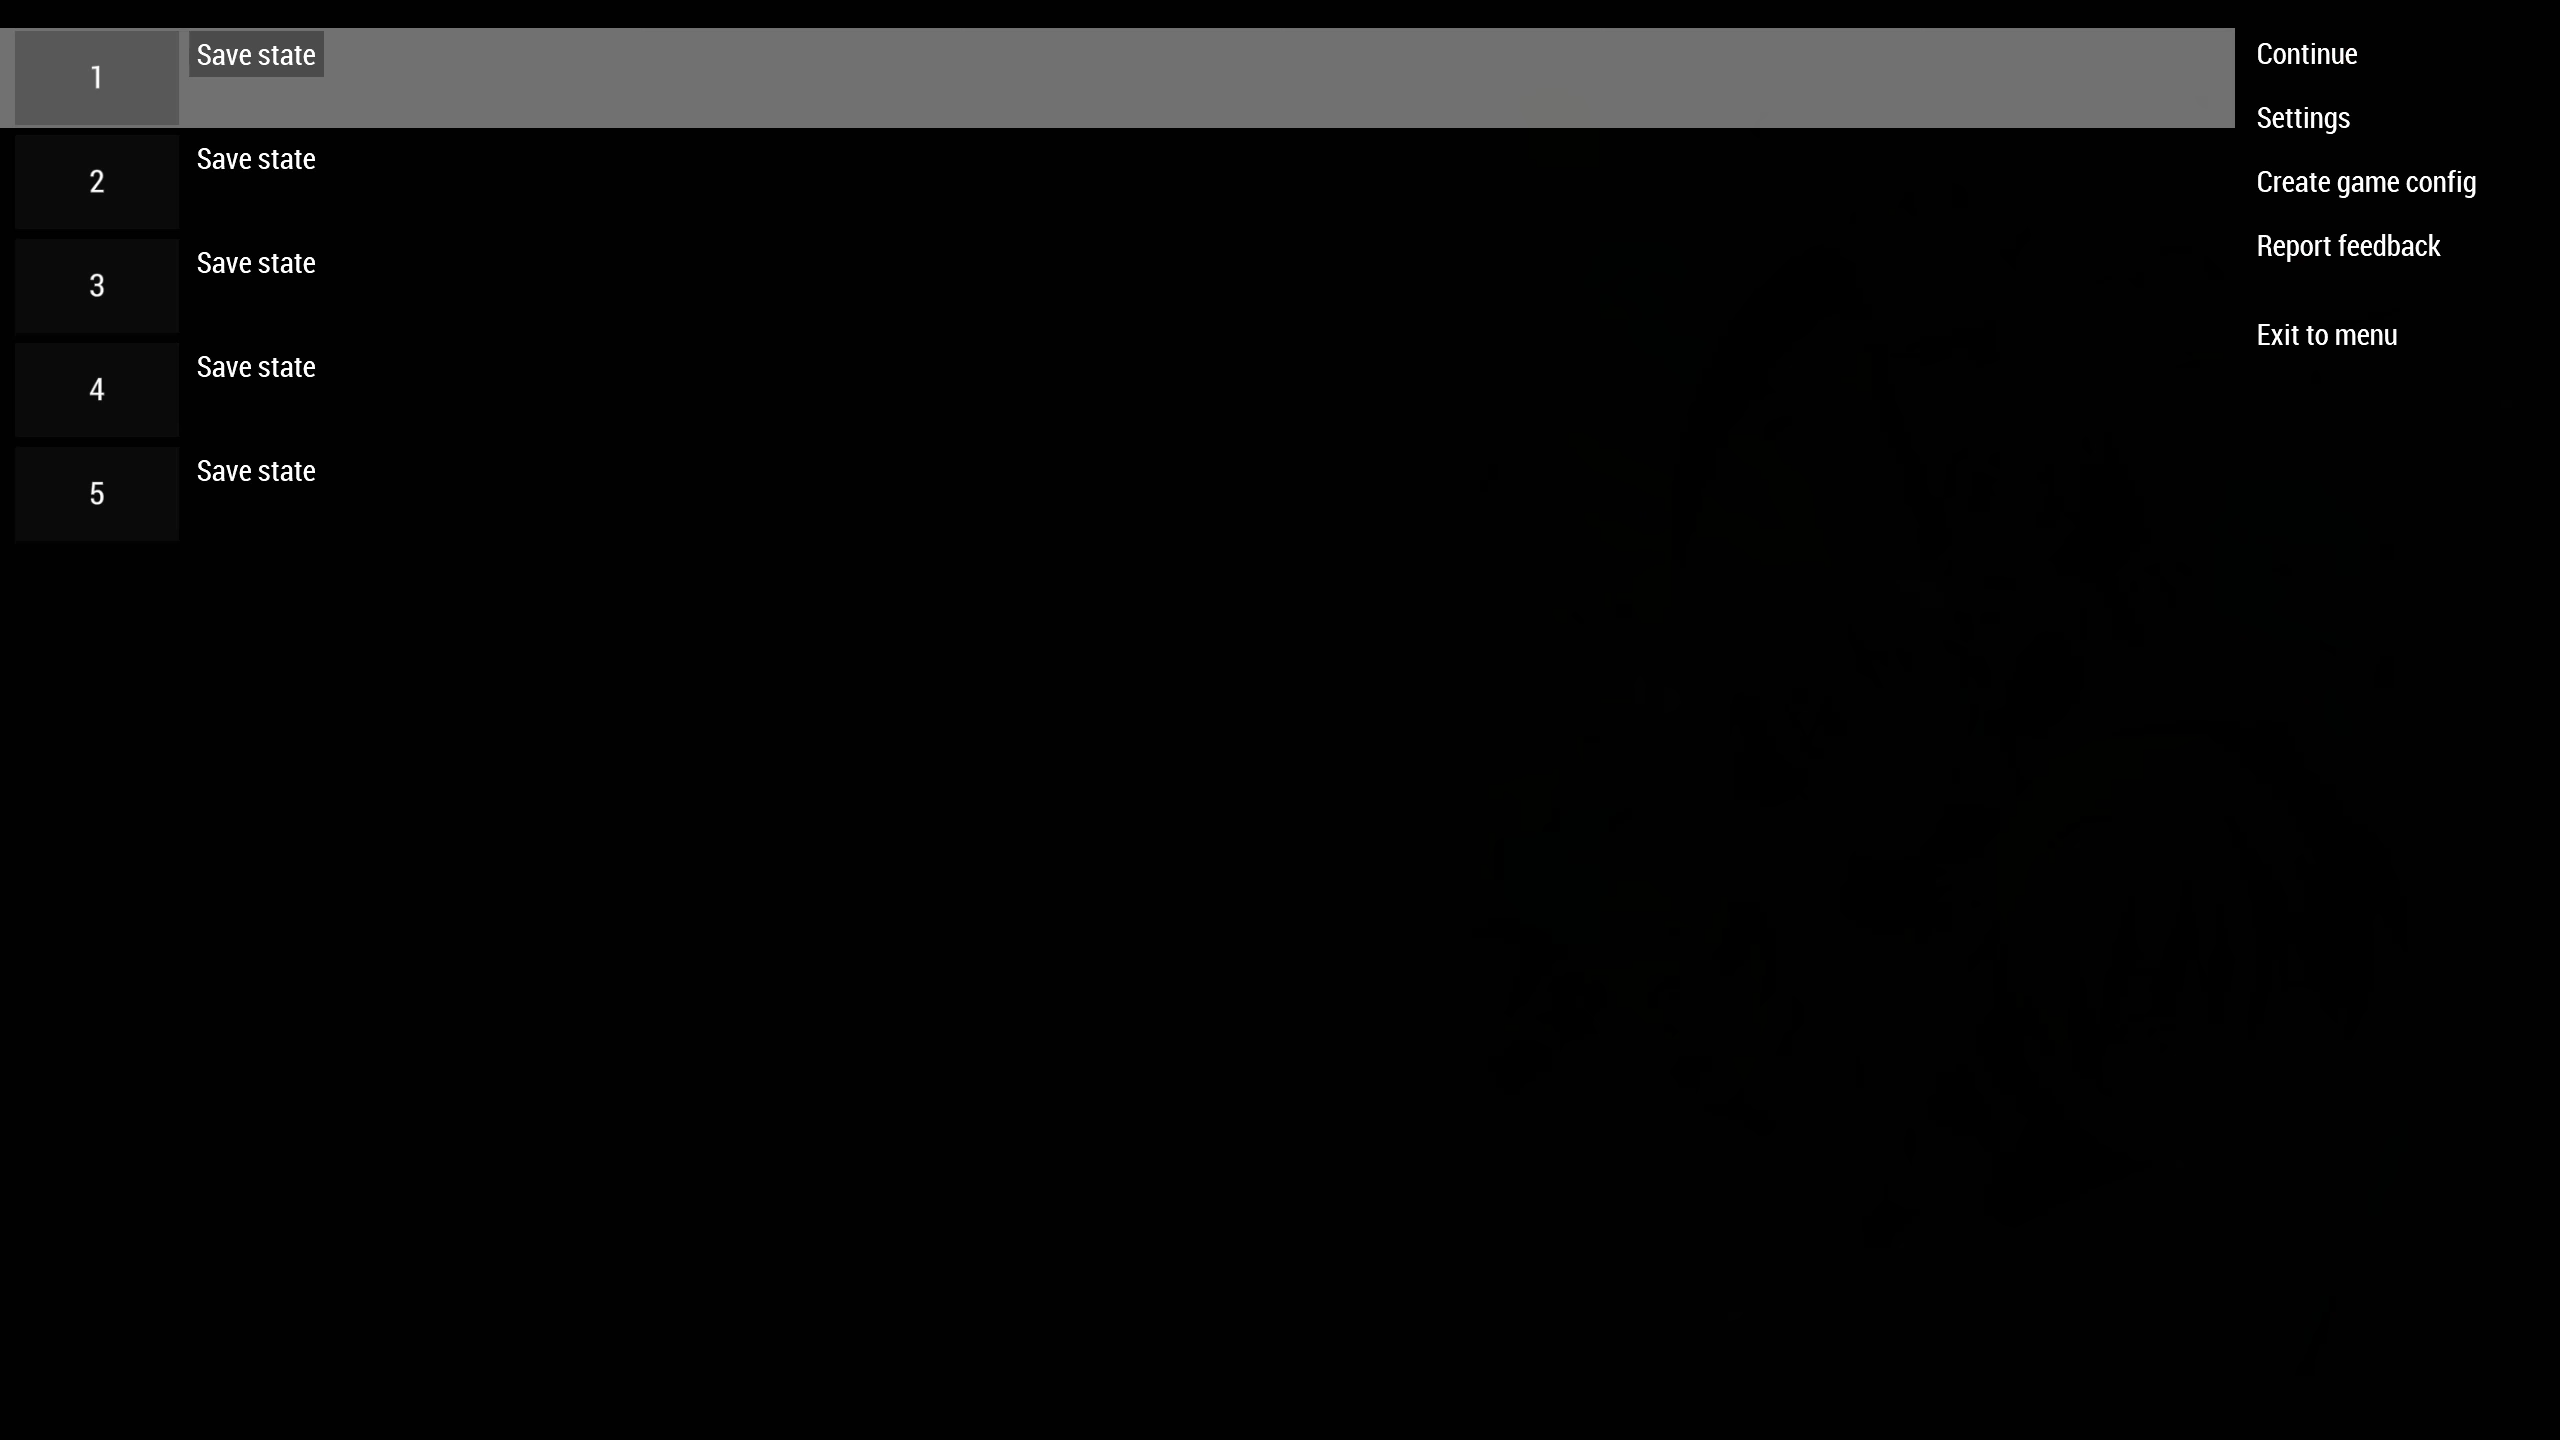 1
Save state
2
Save state
3
Save state
4
Save state
5
Save state
Continue
Settings
Create game config
Report feedback
Exit to menu